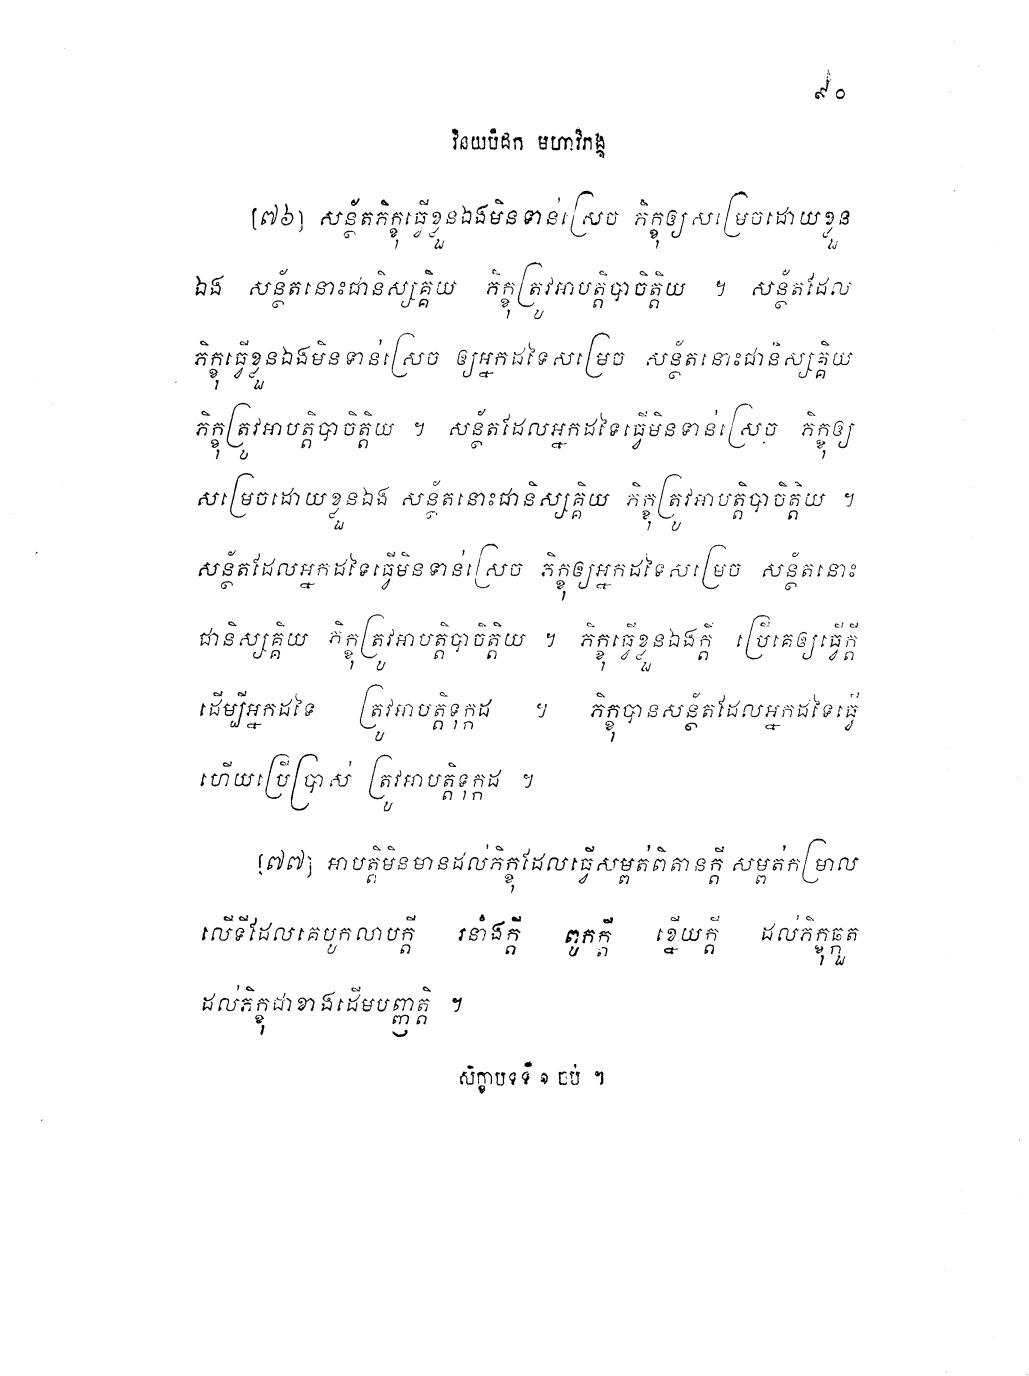 ៩០
វិនយបិដក មហាវិភង្គ
[៧៦] សន្ថ័តភិក្ខុធ្វើខ្លួនឯងមិនទាន់ស្រេច ភិក្ខុឲ្យសម្រេចដោយខ្លួន
ឯង សន្ថ័តនោះជានិស្សគ្គិយ ភិក្ខុត្រូវអាបត្តិបាចិត្តិយ ។ សន្ថ័តដែល
ភិក្ខុធ្វើខ្លួនឯងមិនទាន់ស្រេច ឲ្យអ្នកដទៃសម្រេច សន្ថ័តនោះជានិស្សគ្គិយ
ភិក្ខុត្រូវអាបត្តិបាចិត្តិយ ។ សន្ថ័តដែលអ្នកដទៃធ្វើមិនទាន់ស្រេច ភិក្ខុឲ្យ
សម្រេចដោយខ្លួនឯង សន្ថ័តនោះជានិស្សគ្គិយ ភិក្ខុត្រូវអាបត្តិបាចិត្តិយ ។
សន្ថ័តដែលអ្នកដទៃធ្វើមិនទាន់ស្រេច ភិក្ខុឲ្យអ្នកដទៃសម្រេច សន្ថ័តនោះ
ជានិស្សគ្គិយ ភិក្ខុត្រូវអាបត្តិបាចិត្តិយ ។ ភិក្ខុធ្វើខ្លួនឯងក្តី ប្រើគេឲ្យធ្វើក្តី
ដើម្បីអ្នកដទៃ ត្រូវអាបត្តិទុក្កដ ។ ភិក្ខុបានសន្ថ័តដែលអ្នកដទៃធ្វើ
ហើយប្រើប្រាស់ ត្រូវអាបត្តិទុក្កដ ។
[៧៧] អាបត្តិមិនមានដល់ភិក្ខុដែលធ្វើសម្ពត់ពិតានក្តី សម្ពត់កម្រាល
លើទីដែលគេបូកលាបក្តី រនាំងក្តី ពូកក្តី ខ្នើយក្តី ដល់ភិក្ខុឆ្កួត
ដល់ភិក្ខុជាខាងដើមបញ្ញត្តិ ។
សិក្ខាបទទី ១ ចប់ ។